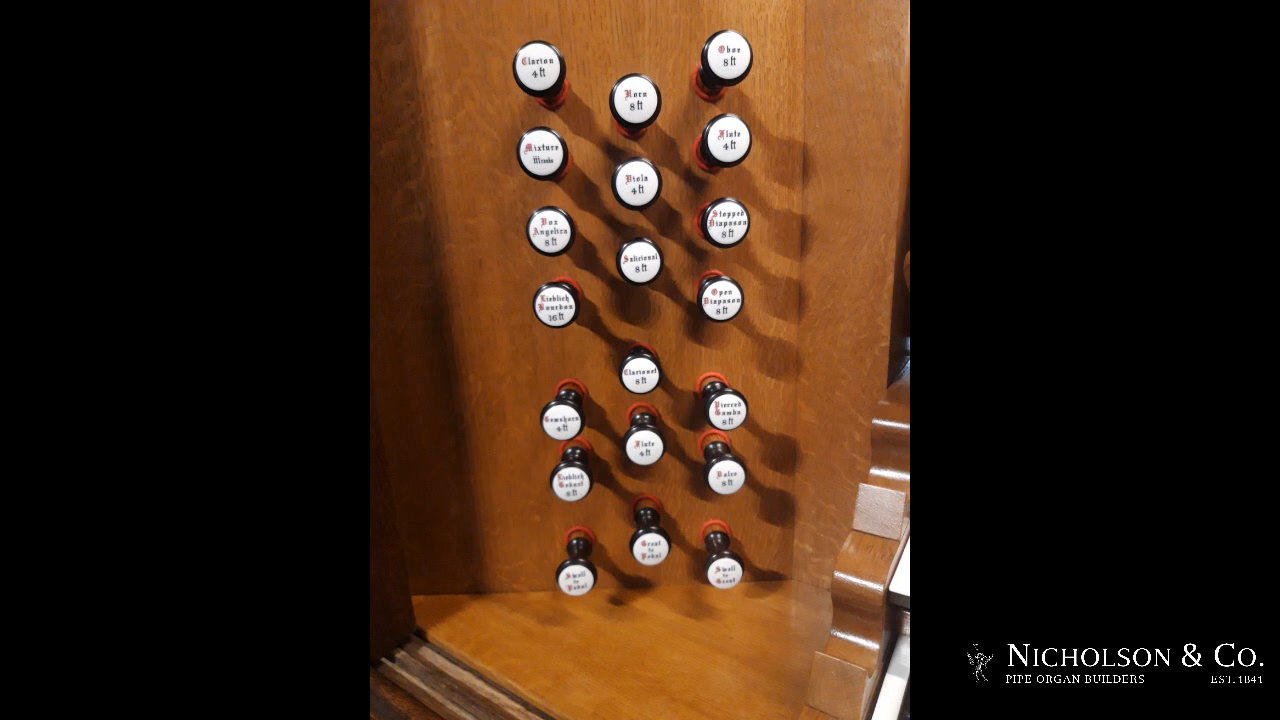 Clarion
4 ft
Horn
8 ft
Oboe
8 ft
Mixture
Viola
4 ft
Flute
4 ft
Vox
Angelica
8 ft
Salicional
8 ft
Stopped
Diapason
8 ft
Lieblich
Bourdon
16 ft
Open
Diapason
8 ft
Clarionet
8 ft
Gemshorn
4 ft
Flute
4 ft
Pierced
Gamba
8 ft
Lieblich
Gedact
8 ft
Dulce
8 ft
Swell
to
Pedal
Great
to
Pedal
Swell
to
Great
NICHOLSON & CO.
PIPE ORGAN BUILDERS EST. 1841